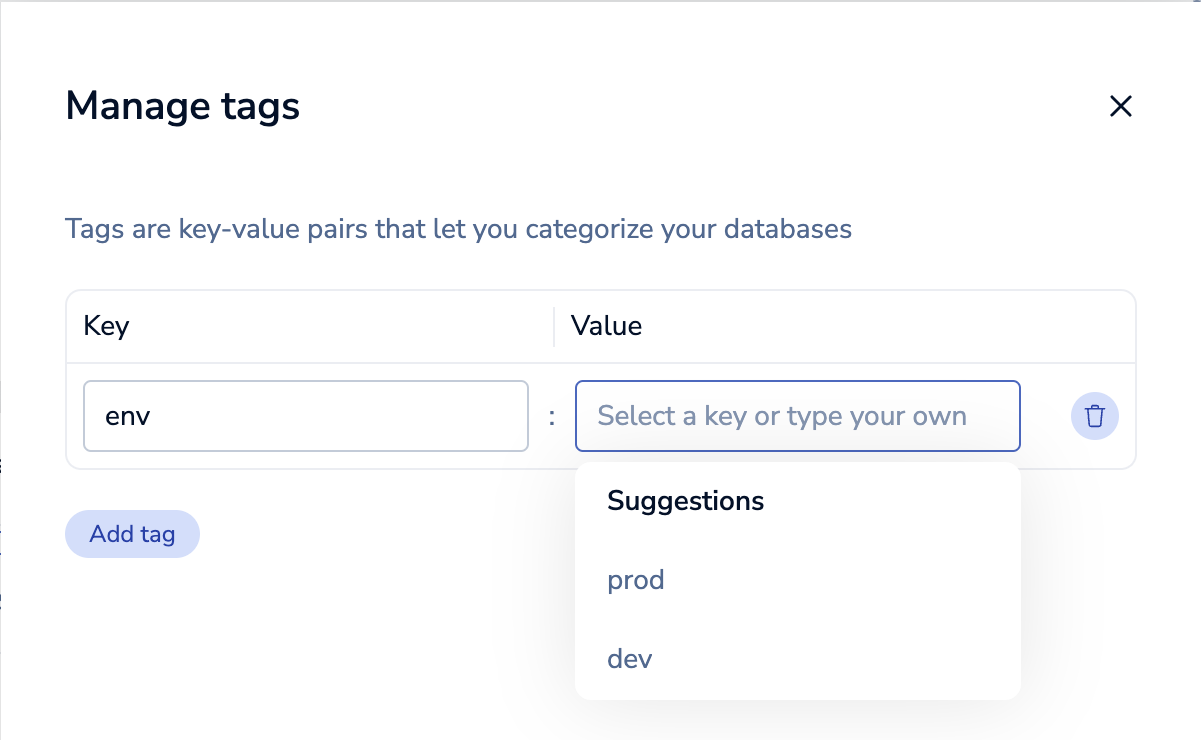 Manage tags
Tags are key-value pairs that let you categorize your databases
Key Value
env : Select a key or type your own
Suggestions
Add tag
prod
dev